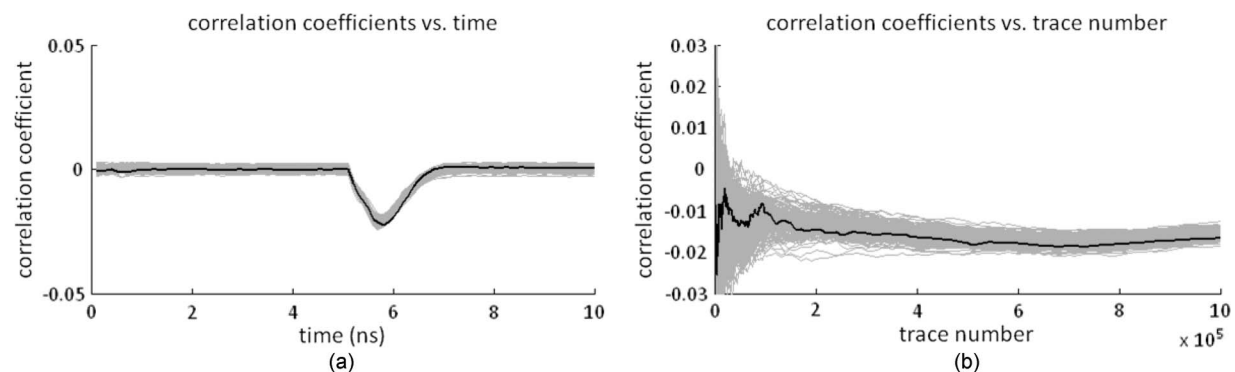 correlation coefficients vs. time
correlation coefficient
0.05
0
-0.05
0 2 4 6 8 10
time (ns)
(a)
correlation coefficients vs. trace number
correlation coefficient
0.03
0.02
0.01
0
-0.01
-0.02
-0.03
0 2 4 6 8 10
trace number
x 10⁵
(b)